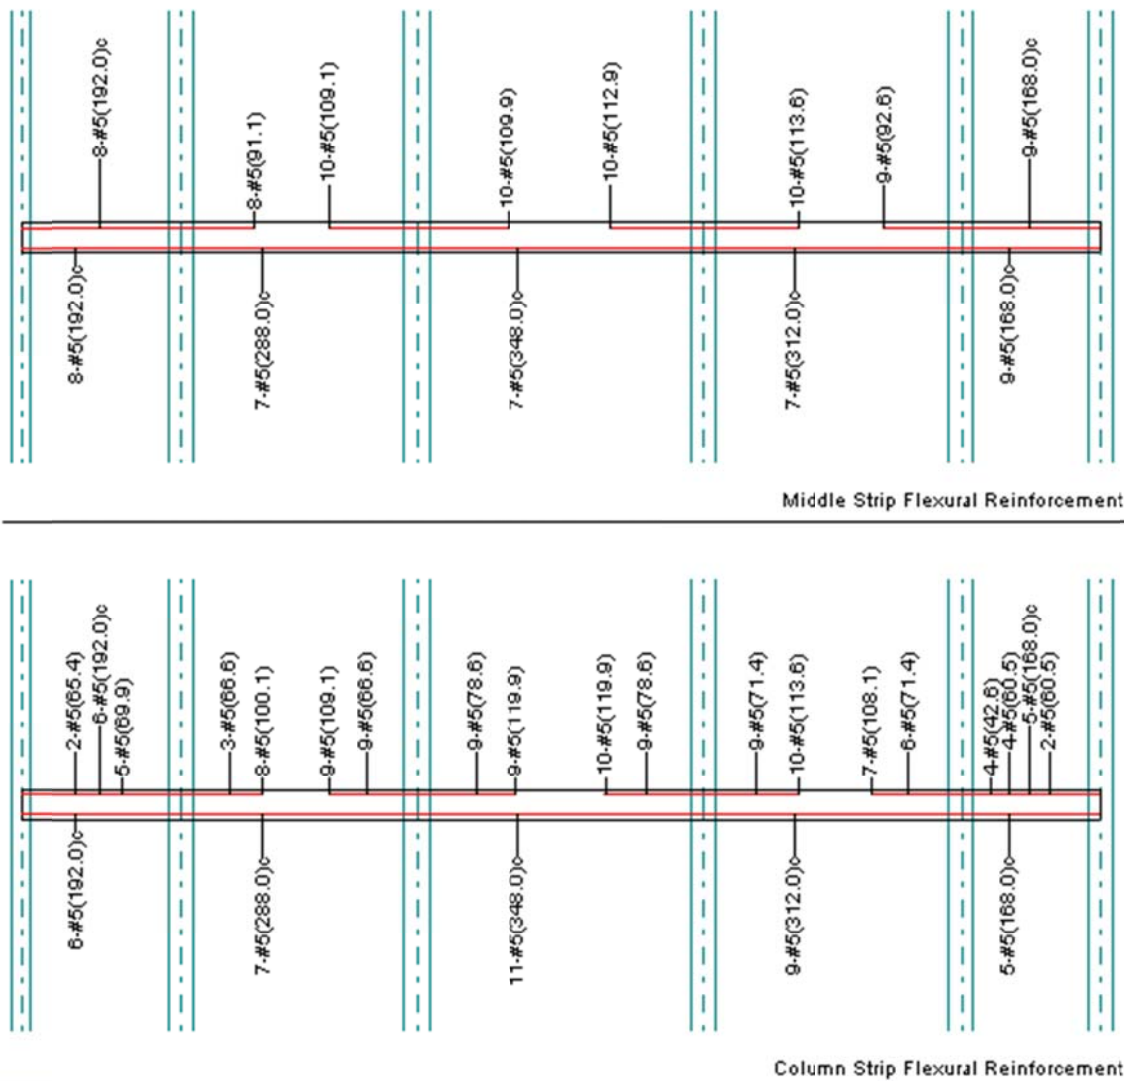 8-#5(192.0)c
8-#5(91.1)
10-#5(109.1)
10-#5(109.9)
10-#5(112.9)
10-#5(113.6)
9-#5(92.6)
9-#5(168.0)c
8-#5(192.0)c
7-#5(288.0)c
7-#5(348.0)c
7-#5(312.0)c
9-#5(168.0)c
Middle Strip Flexural Reinforcement
2-#5(65.4)
6-#5(192.0)c
5-#5(69.9)
3-#5(66.6)
8-#5(100.1)
9-#5(109.1)
9-#5(66.6)
9-#5(78.6)
9-#5(119.9)
10-#5(119.9)
9-#5(78.6)
9-#5(71.4)
10-#5(113.6)
7-#5(108.1)
6-#5(71.4)
4-#5(42.6)
4-#5(60.5)
5-#5(168.0)c
2-#5(60.5)
6-#5(192.0)c
7-#5(288.0)c
11-#5(348.0)c
9-#5(312.0)c
5-#5(168.0)c
Column Strip Flexural Reinforcement